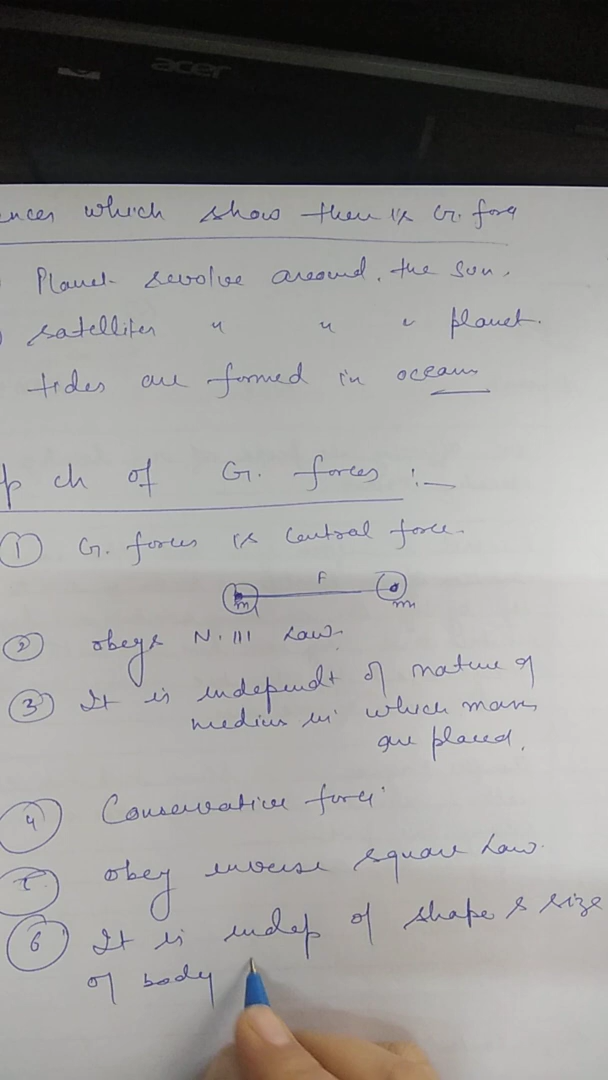 acer
ences which show there is G. force
Planet revolve around the sun.
satellites " " " planet.
tides are formed in oceans
p ch of G. forces :-
① G. forces is Central force.
F
m m
② obeys N. III Law.
③ It is independt of nature of
medium in which mass
are placed.
④ Conservative force
obey inverse square Law.
⑥ It is indep of shape & size
of body